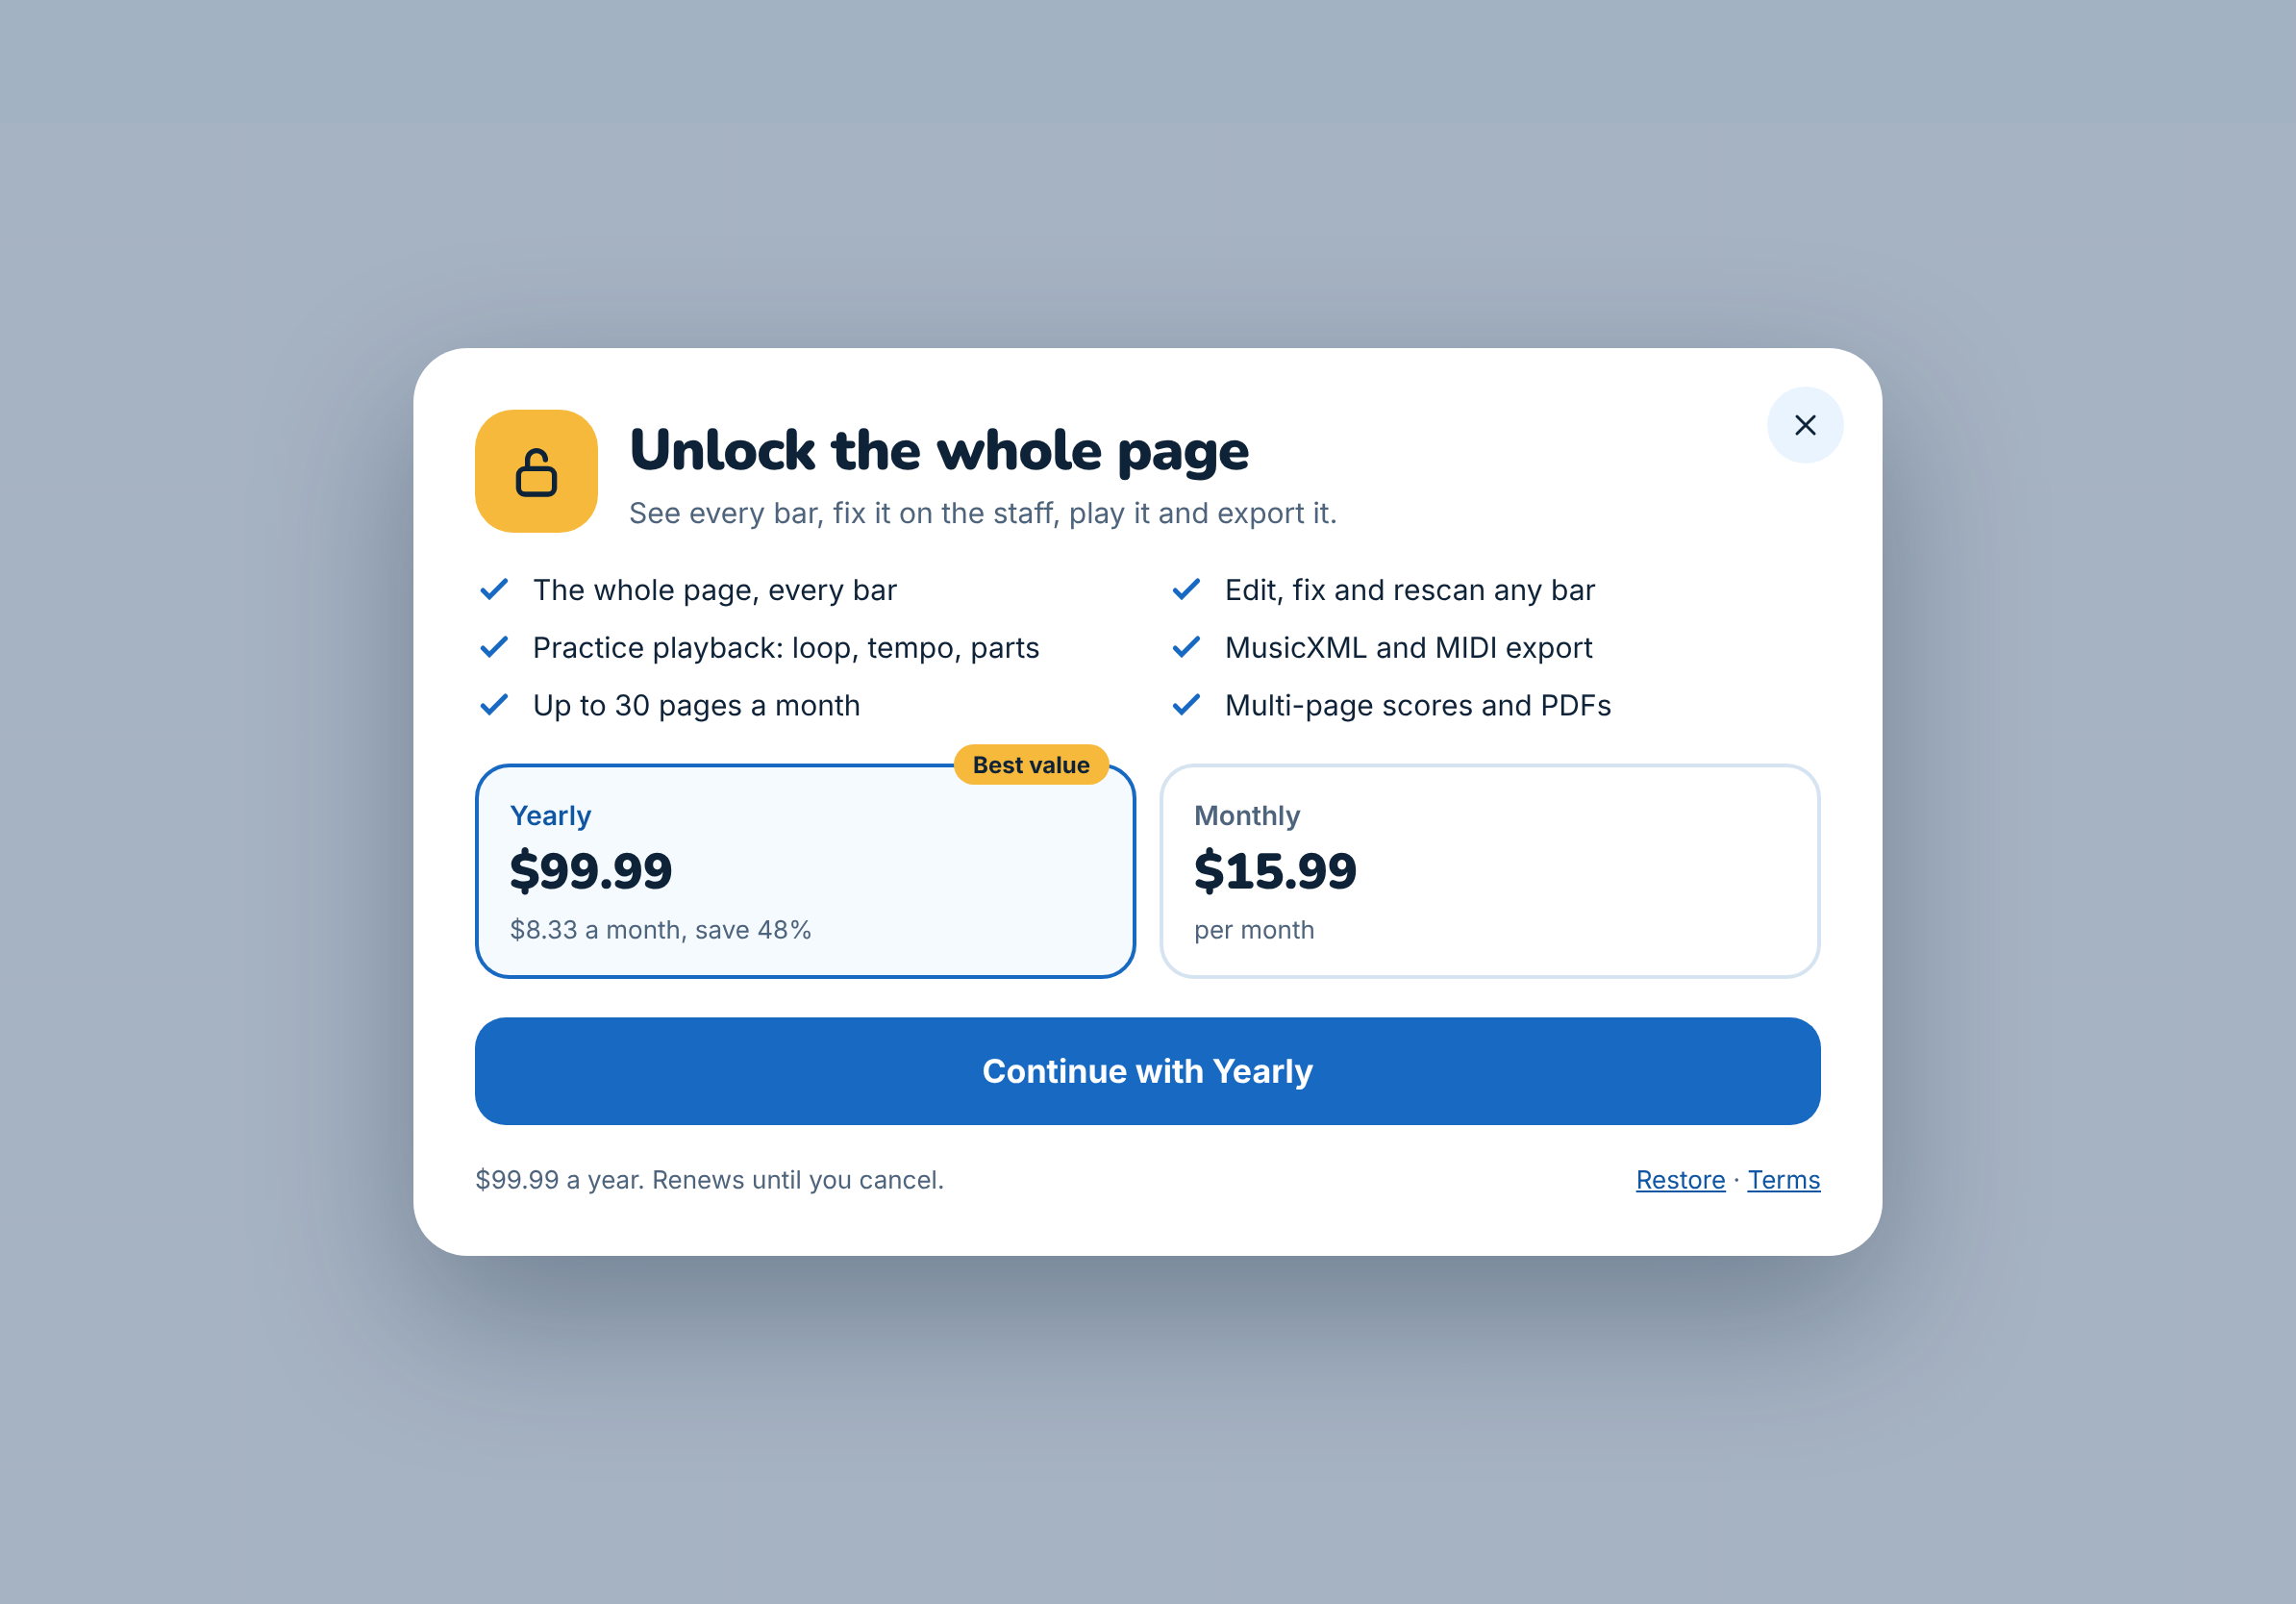 Unlock the whole page
See every bar, fix it on the staff, play it and export it.
The whole page, every bar
Edit, fix and rescan any bar
Practice playback: loop, tempo, parts
MusicXML and MIDI export
Up to 30 pages a month
Multi-page scores and PDFs
Best value
Yearly
$99.99
$8.33 a month, save 48%
Monthly
$15.99
per month
Continue with Yearly
$99.99 a year. Renews until you cancel.
Restore · Terms